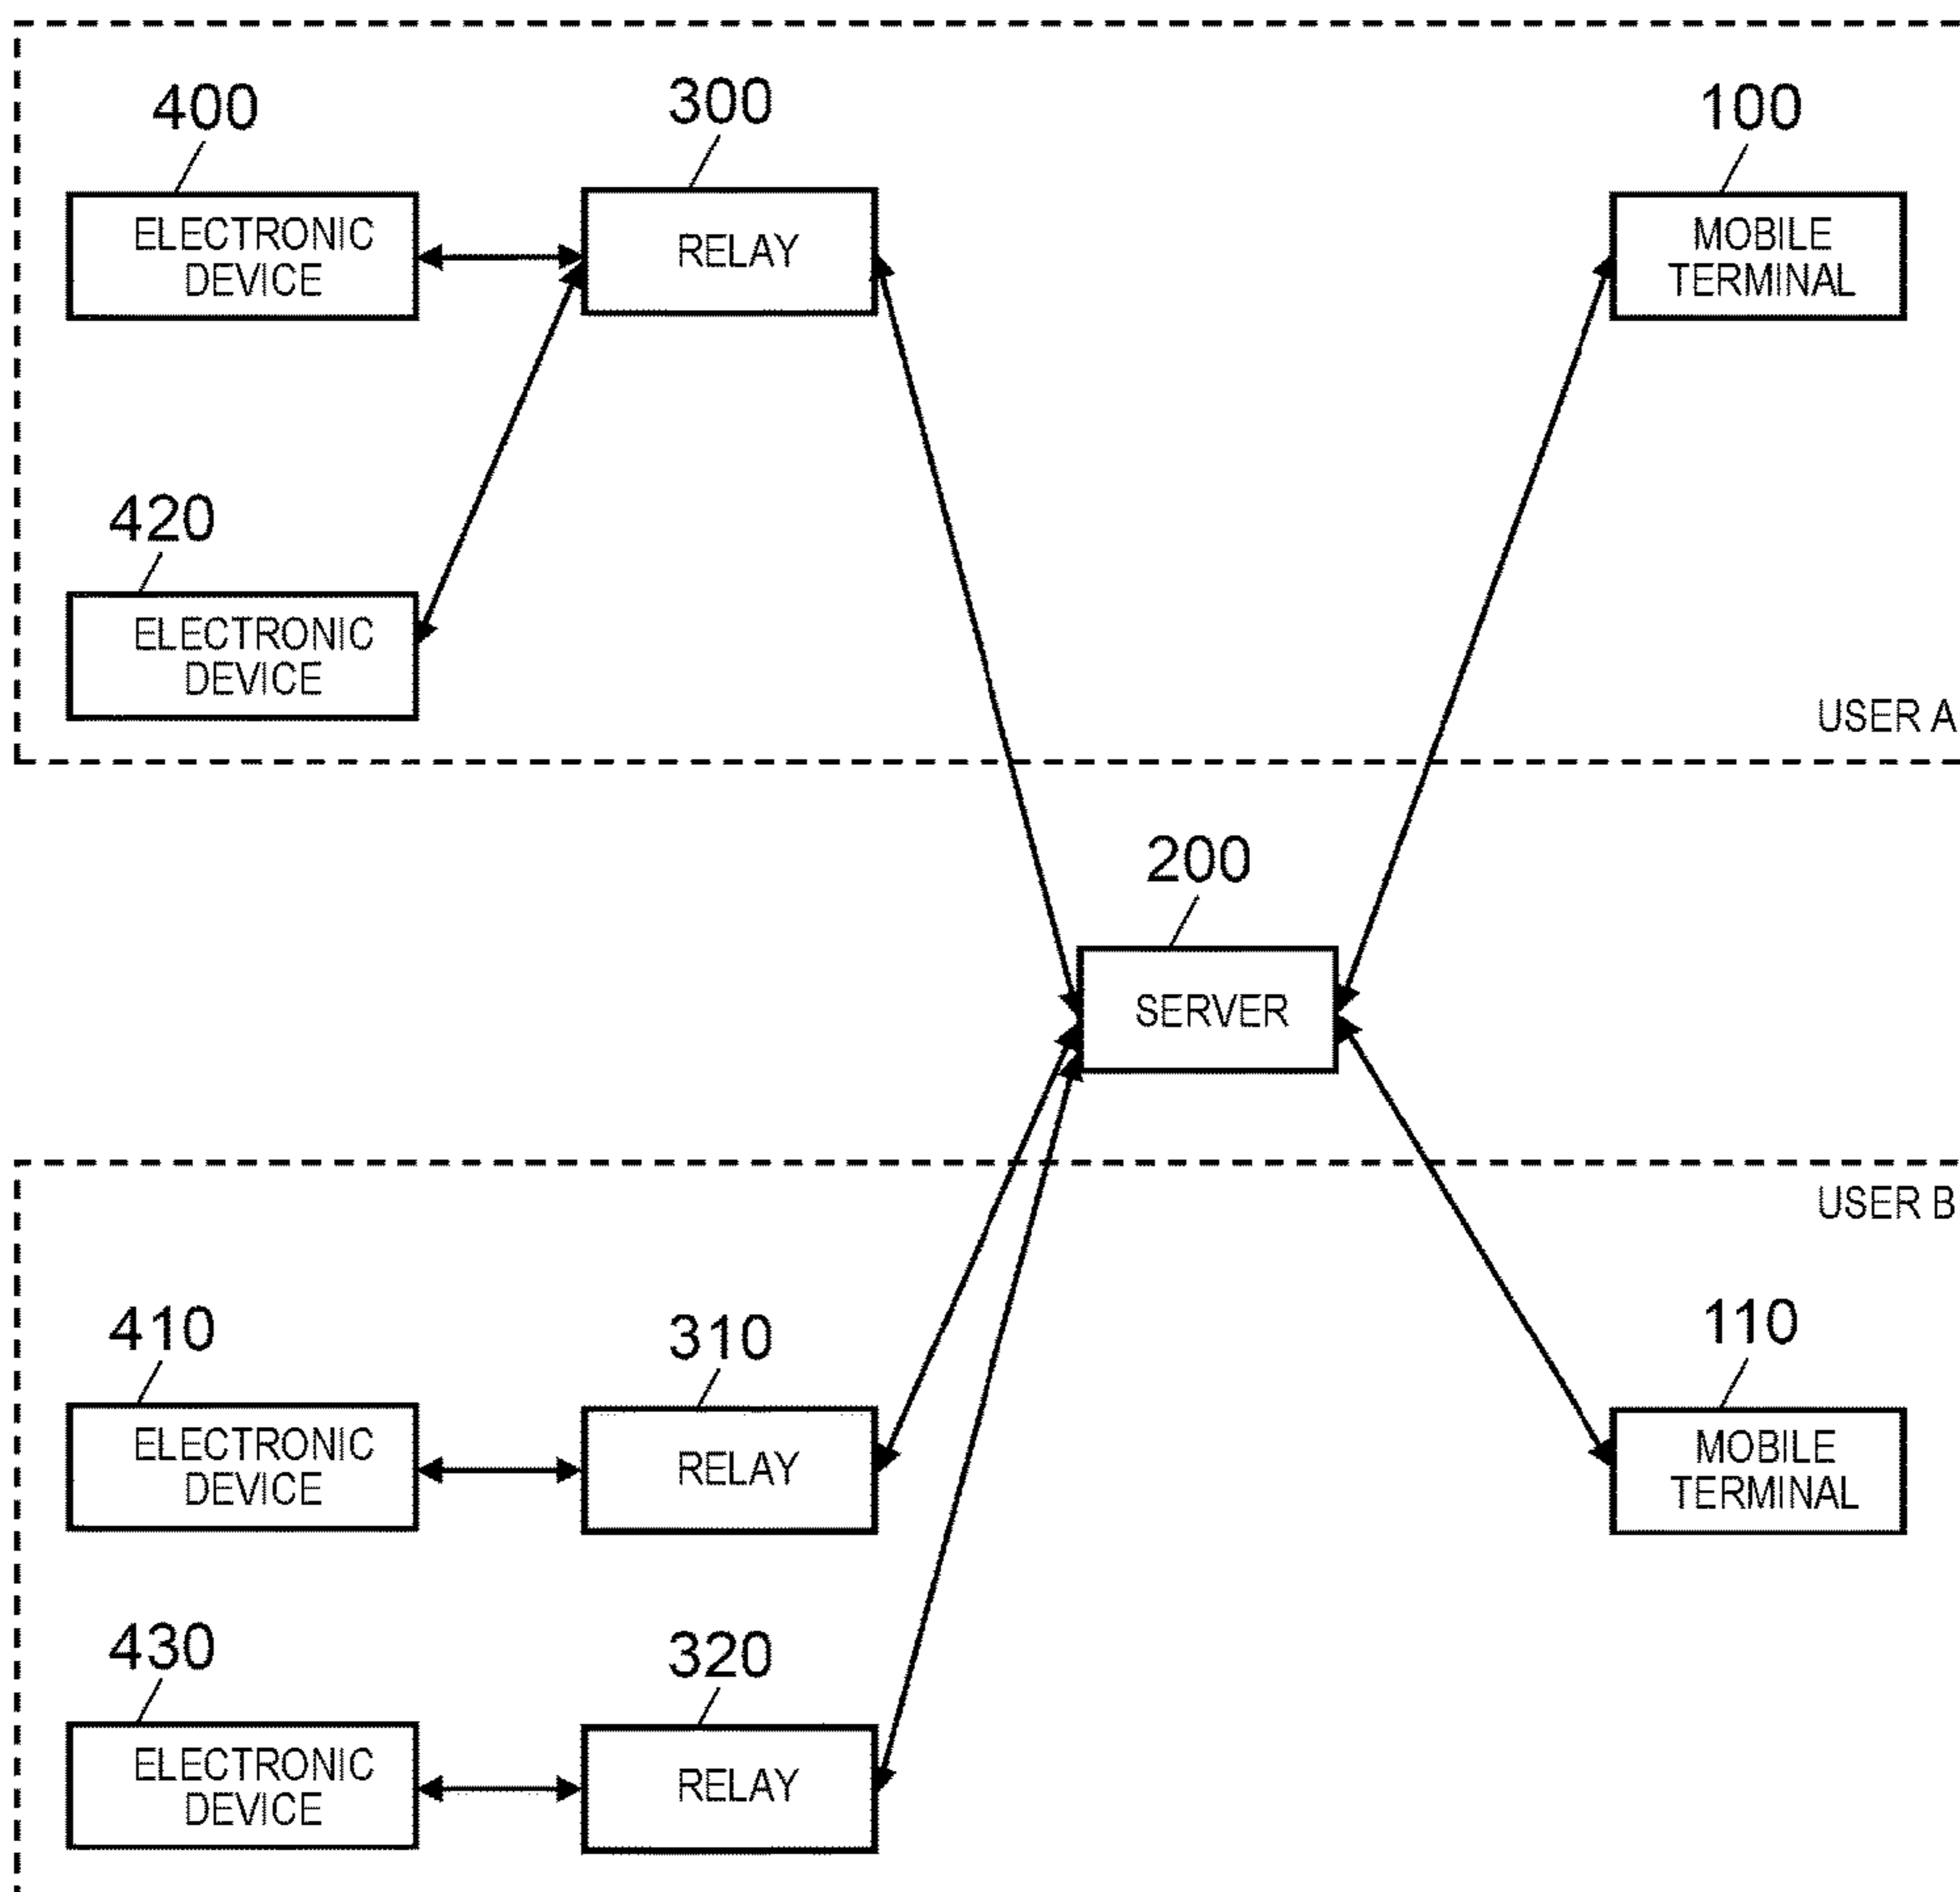 400
300
100
ELECTRONIC
DEVICE
RELAY
MOBILE
TERMINAL
420
ELECTRONIC
DEVICE
USER A
200
SERVER
USER B
410
310
110
ELECTRONIC
DEVICE
RELAY
MOBILE
TERMINAL
430
320
ELECTRONIC
DEVICE
RELAY